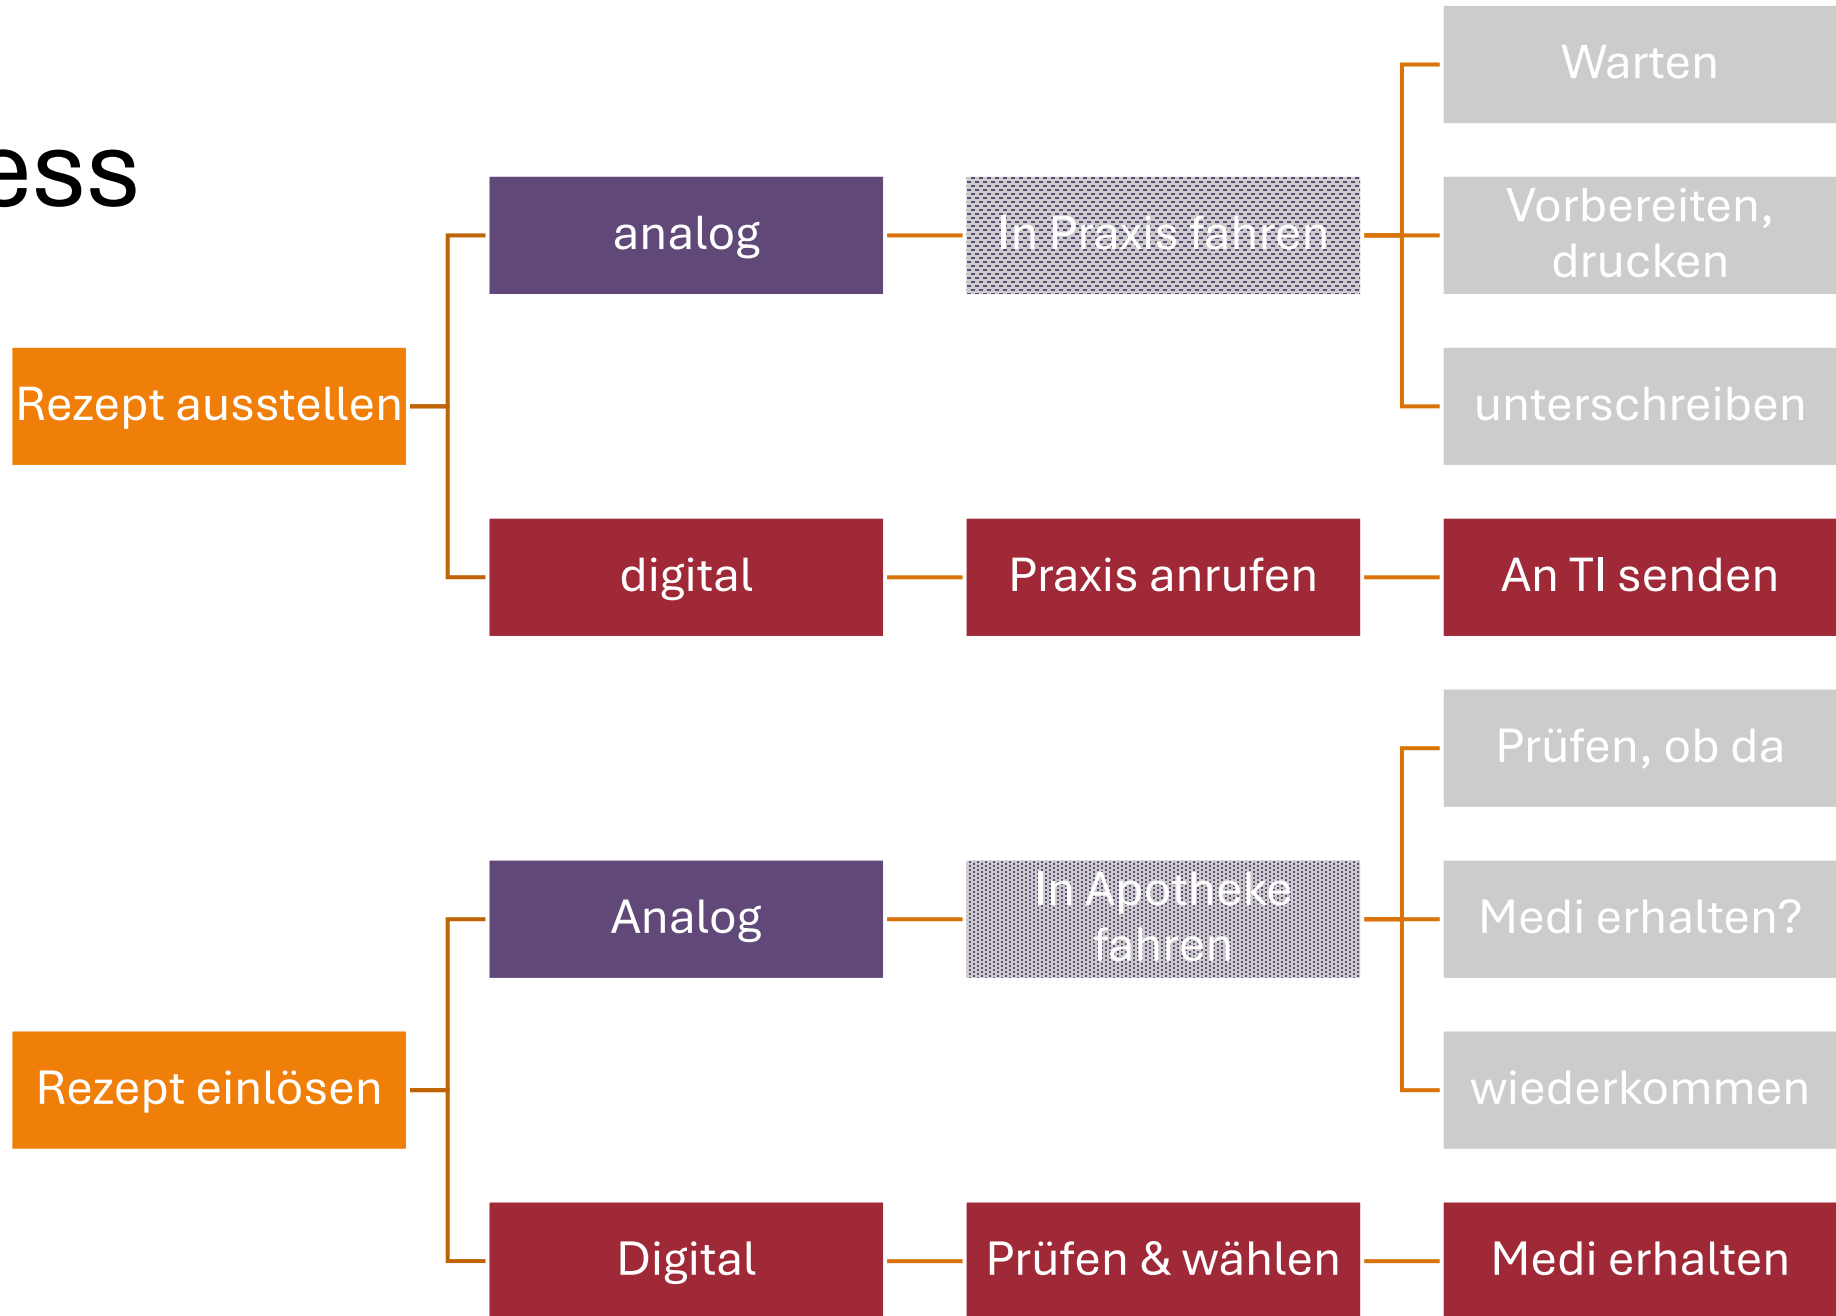 ess
Rezept ausstellen
analog
In Praxis fahren
Warten
Vorbereiten,
drucken
unterschreiben
digital
Praxis anrufen
An TI senden
Rezept einlösen
Analog
In Apotheke
fahren
Prüfen, ob da
Medi erhalten?
wiederkommen
Digital
Prüfen & wählen
Medi erhalten